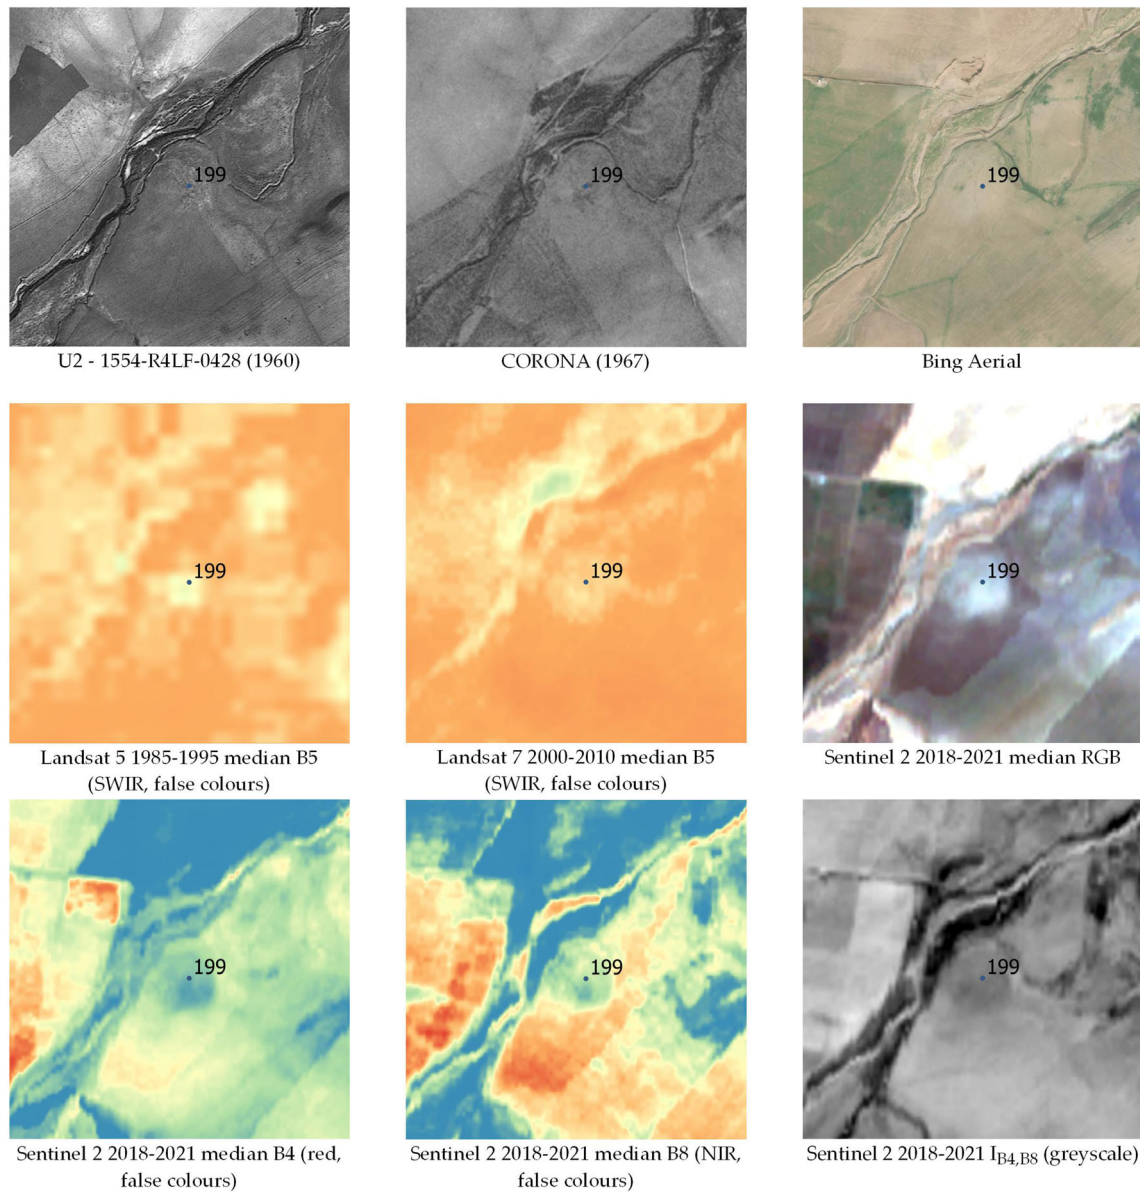 199
199
199
U2 - 1554-R4LF-0428 (1960)
CORONA (1967)
Bing Aerial
199
199
199
Landsat 5 1985-1995 median B5
(SWIR, false colours)
Landsat 7 2000-2010 median B5
(SWIR, false colours)
Sentinel 2 2018-2021 median RGB
199
199
199
Sentinel 2 2018-2021 median B4 (red,
false colours)
Sentinel 2 2018-2021 median B8 (NIR,
false colours)
Sentinel 2 2018-2021 I_B4,B8 (greyscale)